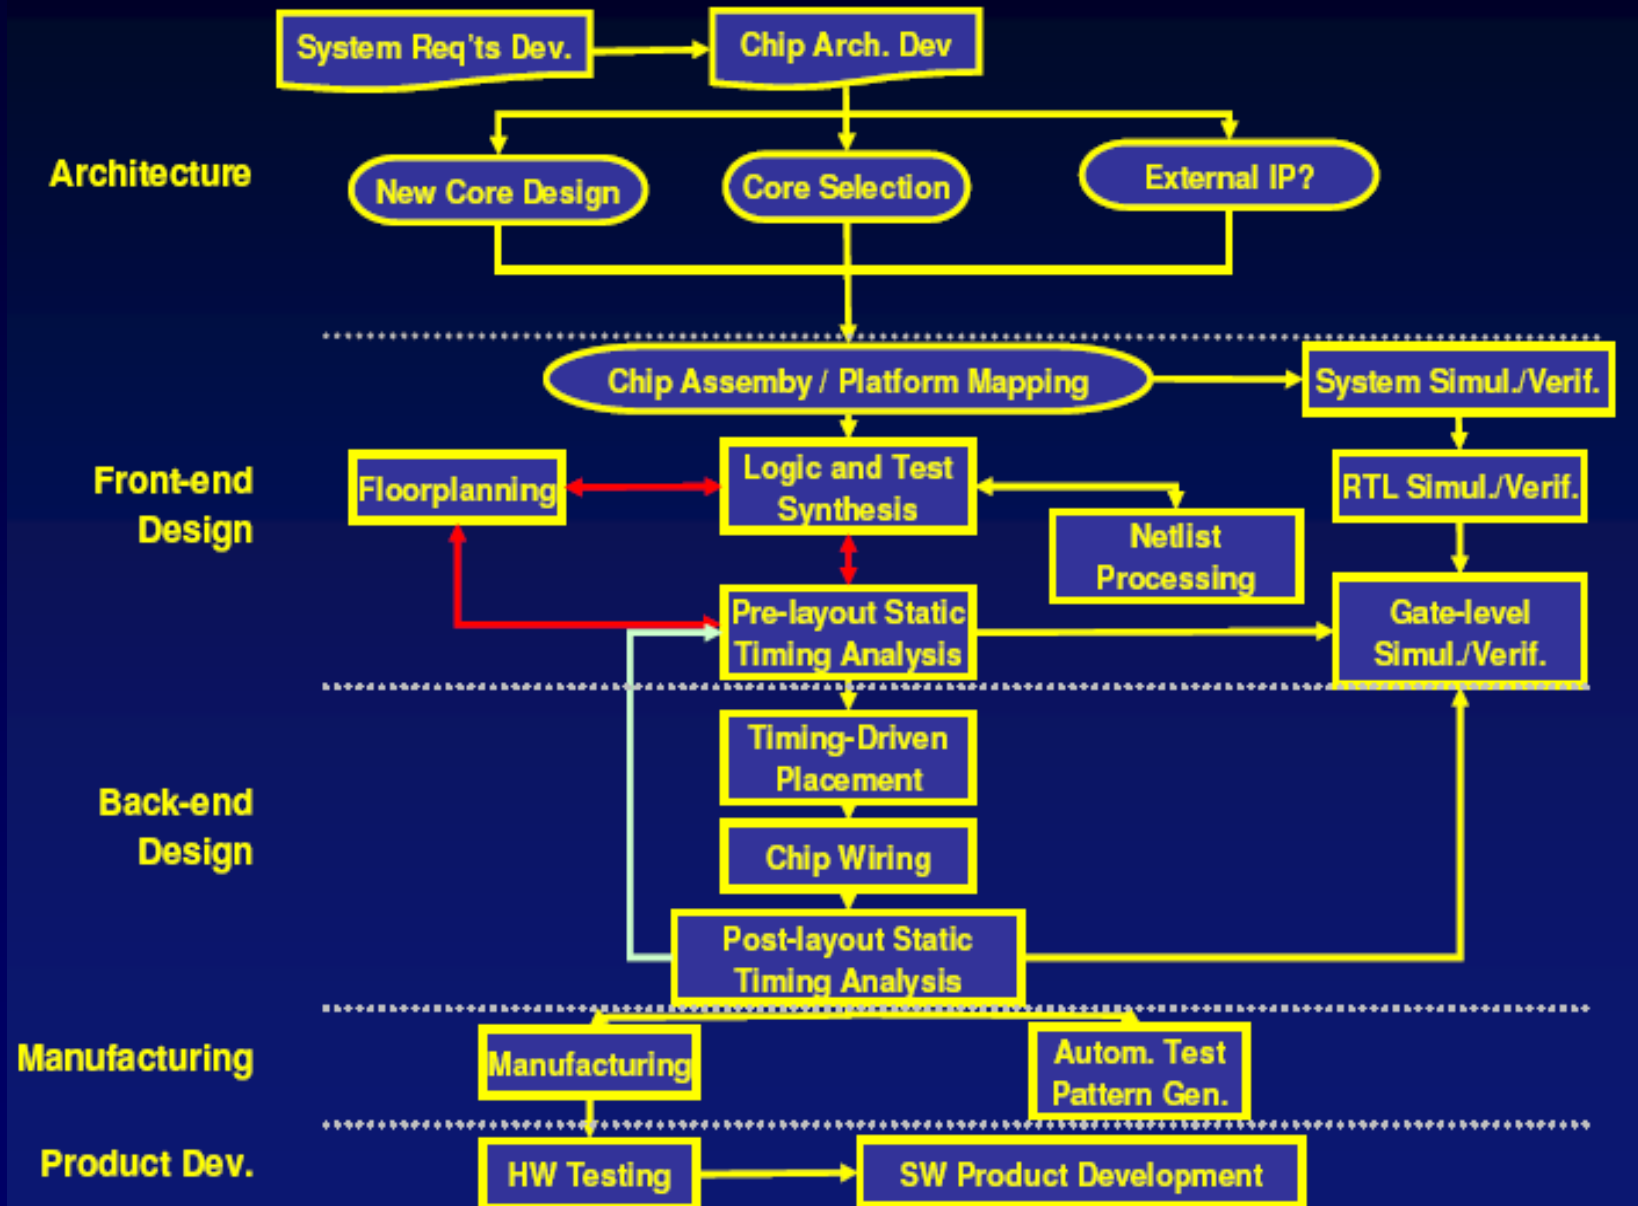 System Req'ts Dev.
Chip Arch. Dev
Architecture
New Core Design
Core Selection
External IP?
Chip Assemby / Platform Mapping
System Simul./Verif.
Front-end
Design
Floorplanning
Logic and Test
Synthesis
RTL Simul./Verif.
Netlist
Processing
Pre-layout Static
Timing Analysis
Gate-level
Simul./Verif.
Back-end
Design
Timing-Driven
Placement
Chip Wiring
Post-layout Static
Timing Analysis
Manufacturing
Manufacturing
Autom. Test
Pattern Gen.
Product Dev.
HW Testing
SW Product Development